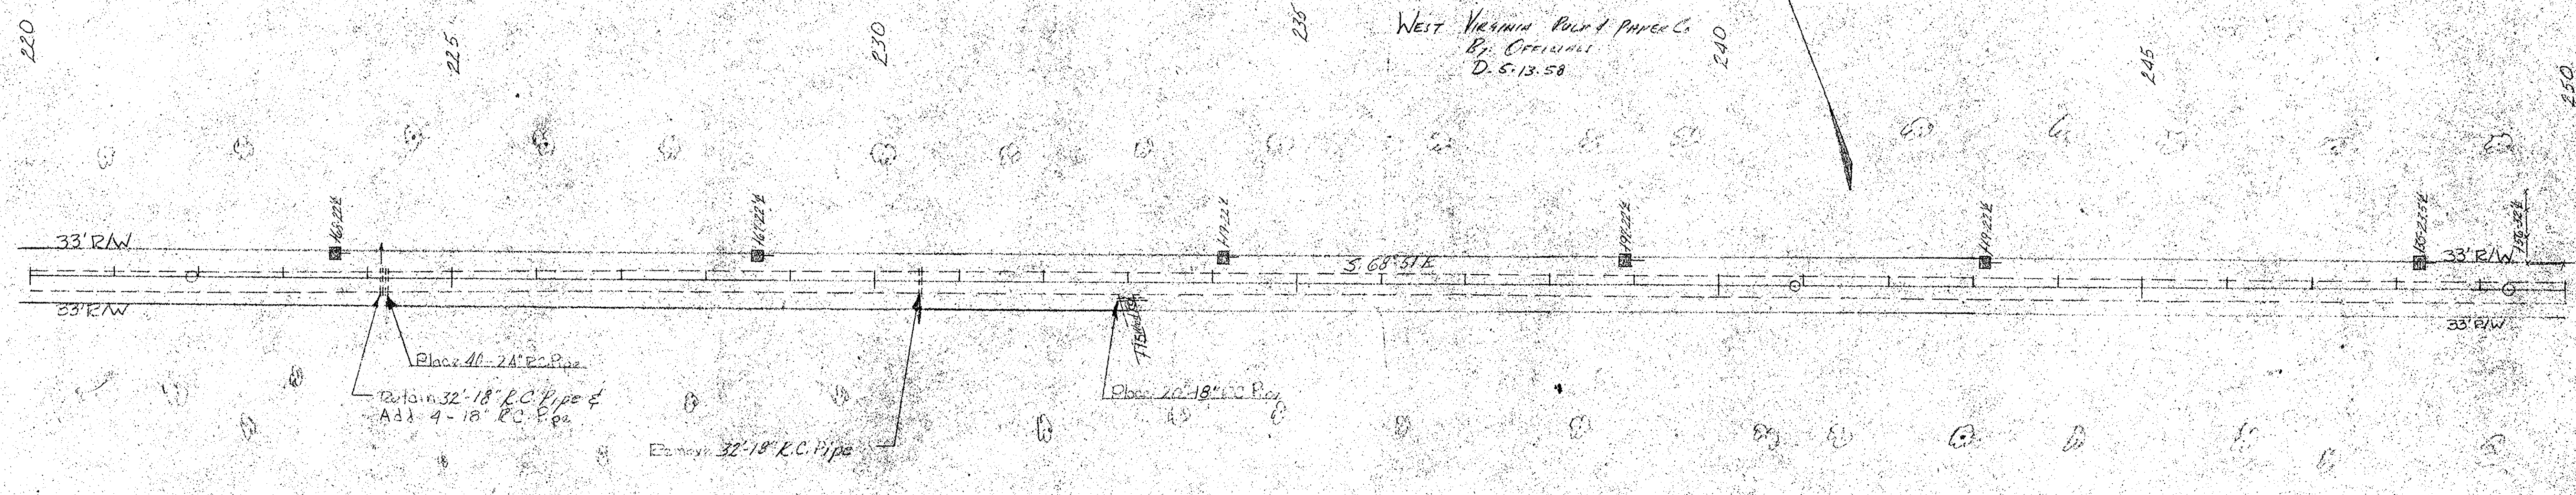 220
225
230
235
240
245
250
WEST VIRGINIA PULP & PAPER Co
By: OFFICIALS
D. 5.13.58
33' R/W
33' R/W
S 68°51'E
33' R/W
33' R/W
Place 40'-24" R.C. Pipe
Retain 32'-18" R.C. Pipe &
Add 4'-18" R.C. Pipe
Remove 32'-18" R.C. Pipe
Place 20'-18" R.C. Pipe